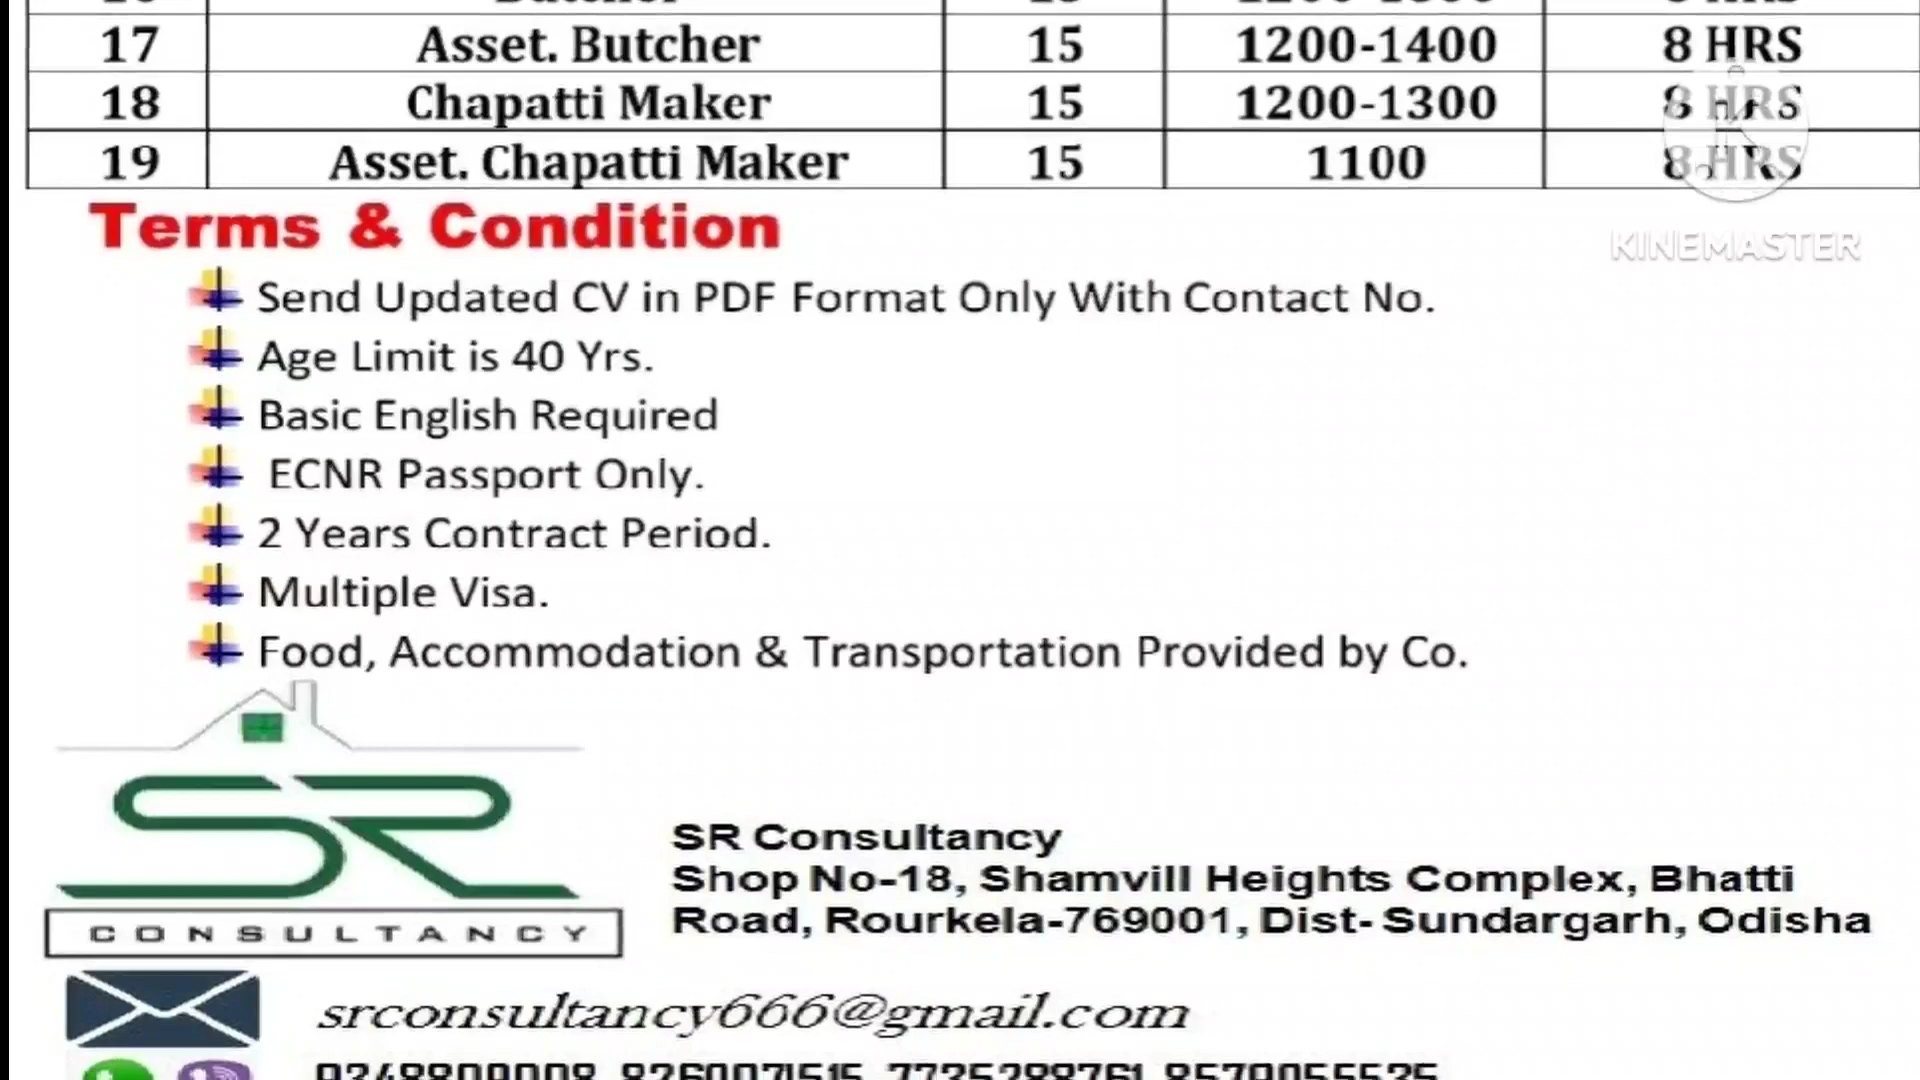 17 Asset. Butcher 15 1200-1400 8 HRS
18 Chapatti Maker 15 1200-1300 8 HRS
19 Asset. Chapatti Maker 15 1100 8 HRS
KINEMASTER
Terms & Condition
Send Updated CV in PDF Format Only With Contact No.
Age Limit is 40 Yrs.
Basic English Required
ECNR Passport Only.
2 Years Contract Period.
Multiple Visa.
Food, Accommodation & Transportation Provided by Co.
SR
CONSULTANCY
SR Consultancy
Shop No-18, Shamvill Heights Complex, Bhatti
Road, Rourkela-769001, Dist- Sundargarh, Odisha
srconsultancy666@gmail.com